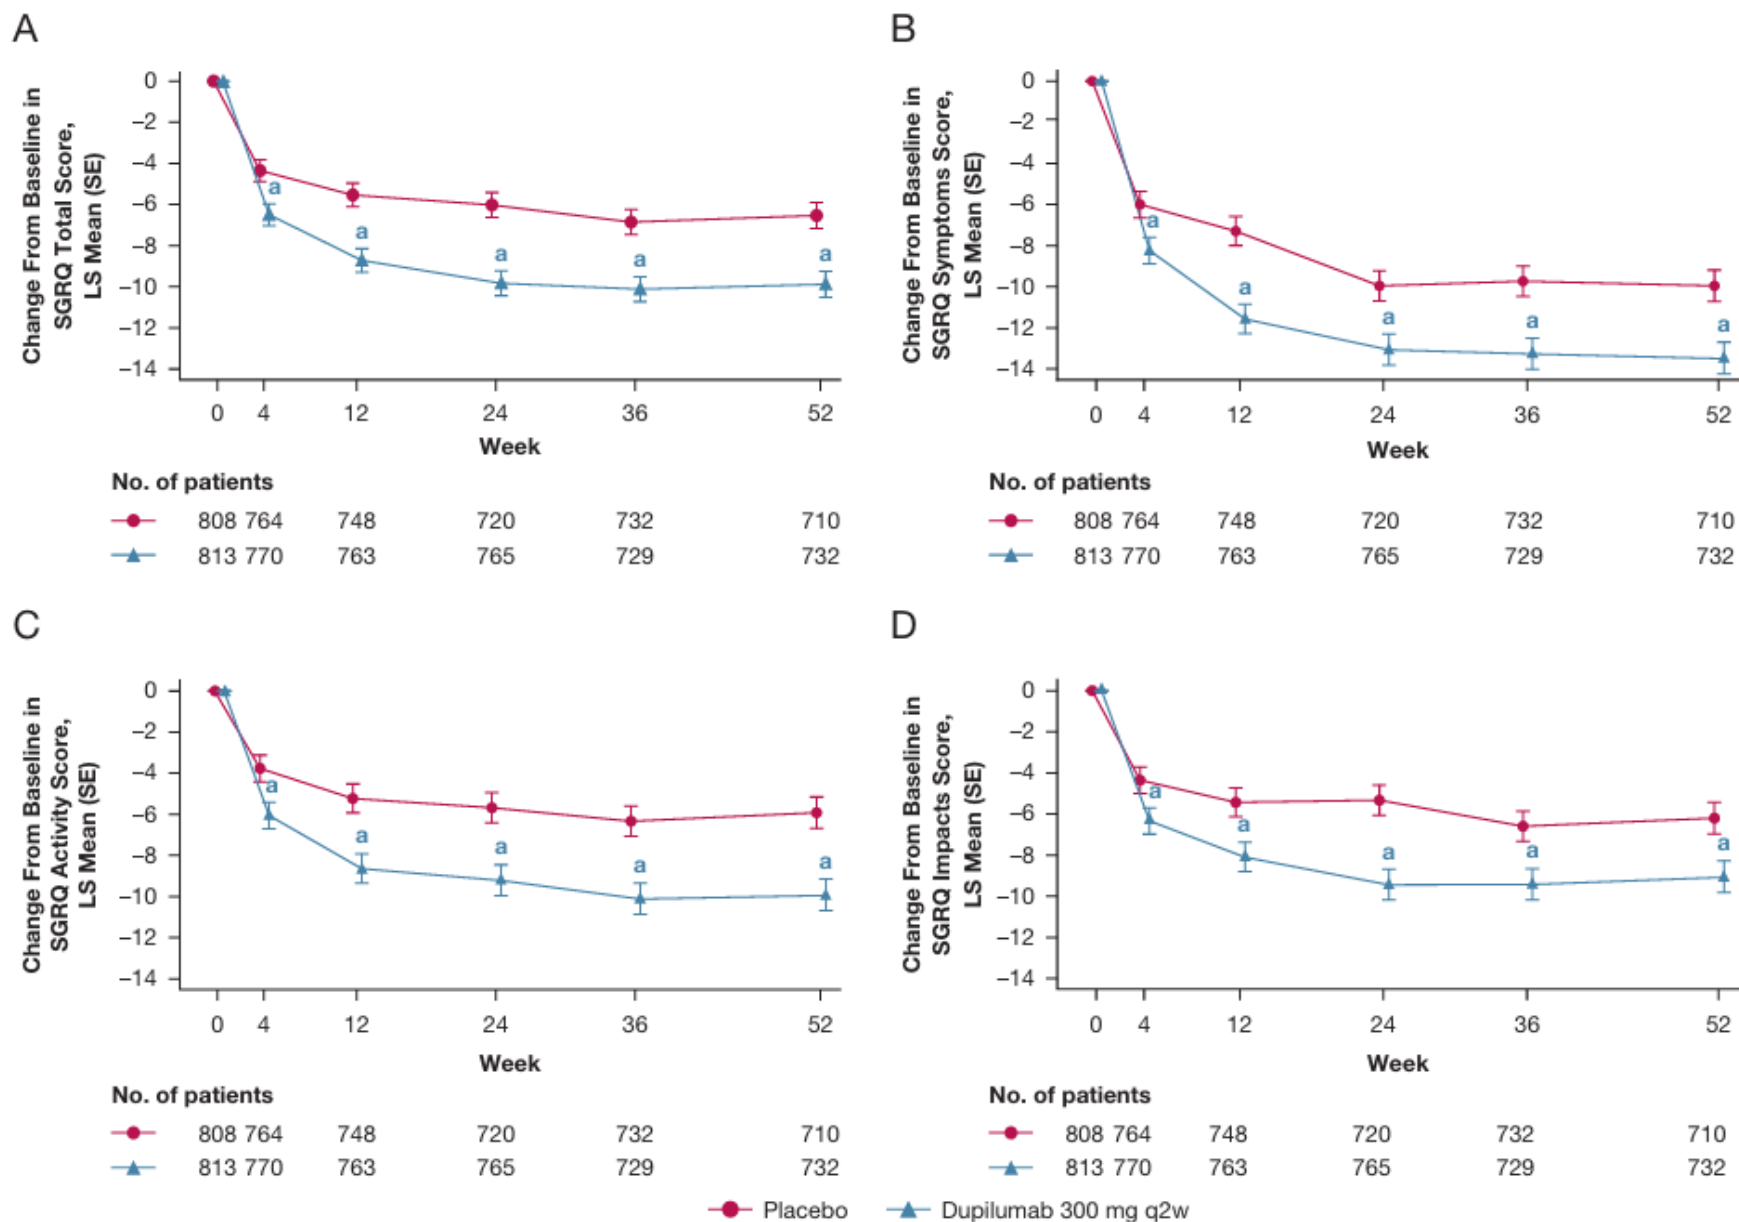 A
Change From Baseline in
SGRQ Total Score,
LS Mean (SE)
0
−2
−4
−6
−8
−10
−12
−14
a
a
a
a
a
0 4 12 24 36 52
Week
No. of patients
808 764 748 720 732 710
813 770 763 765 729 732
B
Change From Baseline in
SGRQ Symptoms Score,
LS Mean (SE)
0
−2
−4
−6
−8
−10
−12
−14
a
a
a
a
a
0 4 12 24 36 52
Week
No. of patients
808 764 748 720 732 710
813 770 763 765 729 732
C
Change From Baseline in
SGRQ Activity Score,
LS Mean (SE)
0
−2
−4
−6
−8
−10
−12
−14
a
a
a
a
a
0 4 12 24 36 52
Week
No. of patients
808 764 748 720 732 710
813 770 763 765 729 732
D
Change From Baseline in
SGRQ Impacts Score,
LS Mean (SE)
0
−2
−4
−6
−8
−10
−12
−14
a
a
a
a
a
0 4 12 24 36 52
Week
No. of patients
808 764 748 720 732 710
813 770 763 765 729 732
Placebo Dupilumab 300 mg q2w